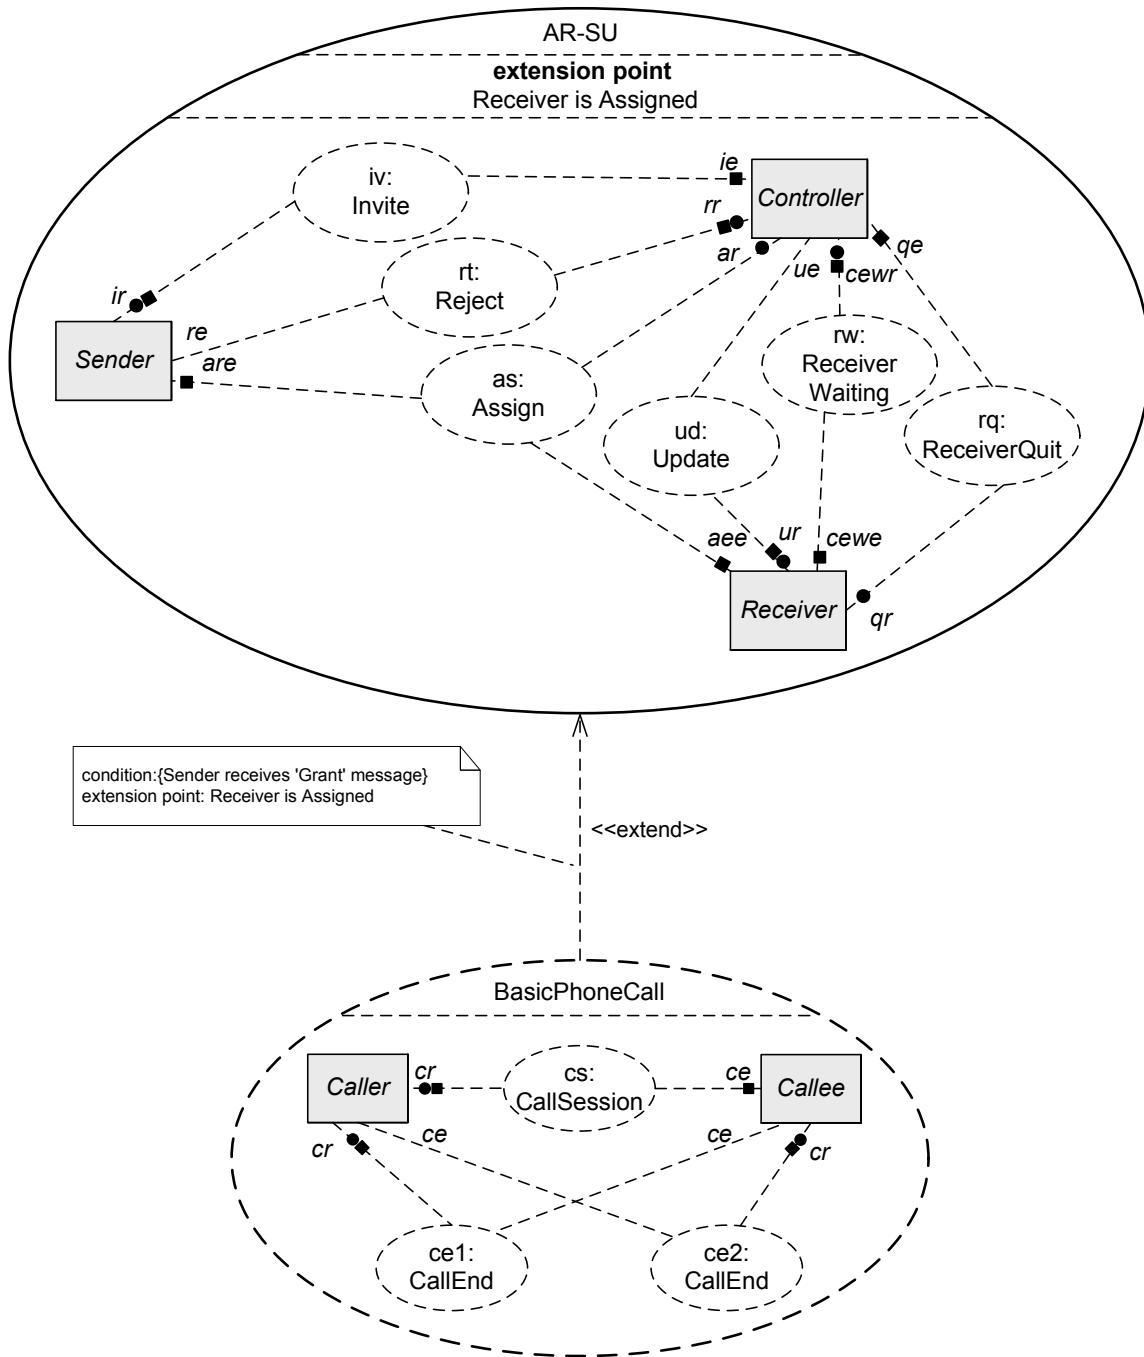 AR-SU
extension point
Receiver is Assigned
iv:
Invite
ie
Controller
rr
rt:
Reject
ar
qe
ue
cewr
ir
Sender
re
are
as:
Assign
rw:
Receiver
Waiting
ud:
Update
rq:
ReceiverQuit
aee
ur
cewe
Receiver
qr
condition:{Sender receives 'Grant' message}
extension point: Receiver is Assigned
<<extend>>
BasicPhoneCall
Caller
cr
cs:
CallSession
ce
Callee
cr
ce
ce
cr
ce1:
CallEnd
ce2:
CallEnd